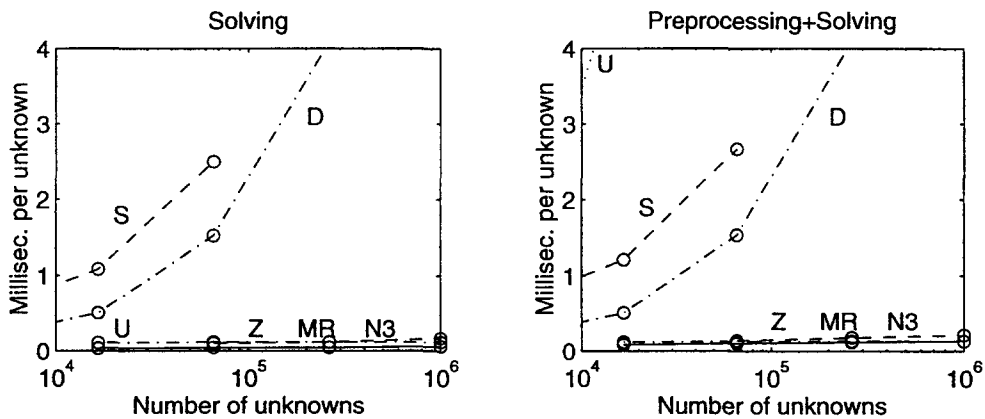 Solving
Millisec. per unknown
4
3
2
1
0
S
D
U Z MR N3
10^4 10^5 10^6
Number of unknowns
Preprocessing+Solving
Millisec. per unknown
4
3
2
1
0
U
D
S
Z MR N3
10^4 10^5 10^6
Number of unknowns